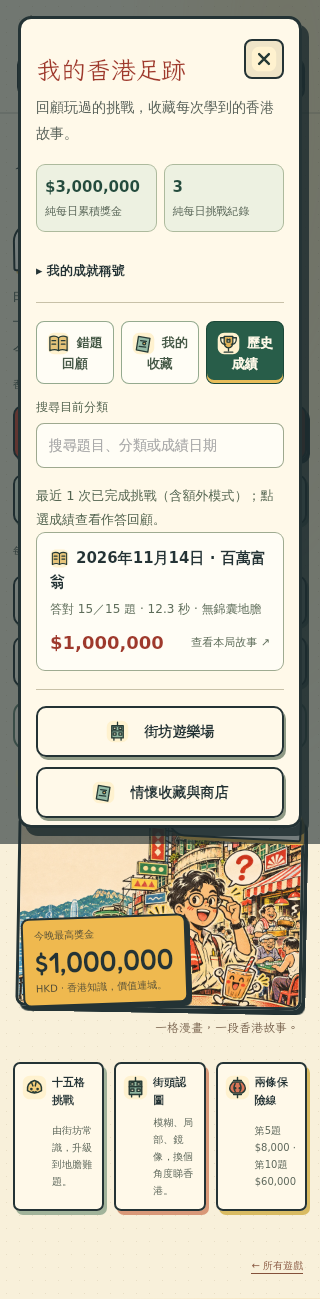 我的香港足跡
回顧玩過的挑戰，收藏每次學到的香港
故事。
$3,000,000
純每日累積獎金
3
純每日挑戰紀錄
▸ 我的成就稱號
錯題
回顧
我的
收藏
歷史
成績
搜尋目前分類
搜尋題目、分類或成績日期
最近 1 次已完成挑戰（含額外模式）；點
選成績查看作答回顧。
2026年11月14日 · 百萬富
翁
答對 15／15 題 · 12.3 秒 · 無錦囊地膽
$1,000,000
查看本局故事 ↗
街坊遊樂場
情懷收藏與商店
?
今晚最高獎金
$1,000,000
HKD · 香港知識，價值連城。
一格漫畫，一段香港故事。
十五格
挑戰
由街坊常
識，升級
到地膽難
題。
街頭認
圖
模糊、局
部、鏡
像，換個
角度睇香
港。
兩條保
險線
第5題
$8,000 ·
第10題
$60,000
← 所有遊戲